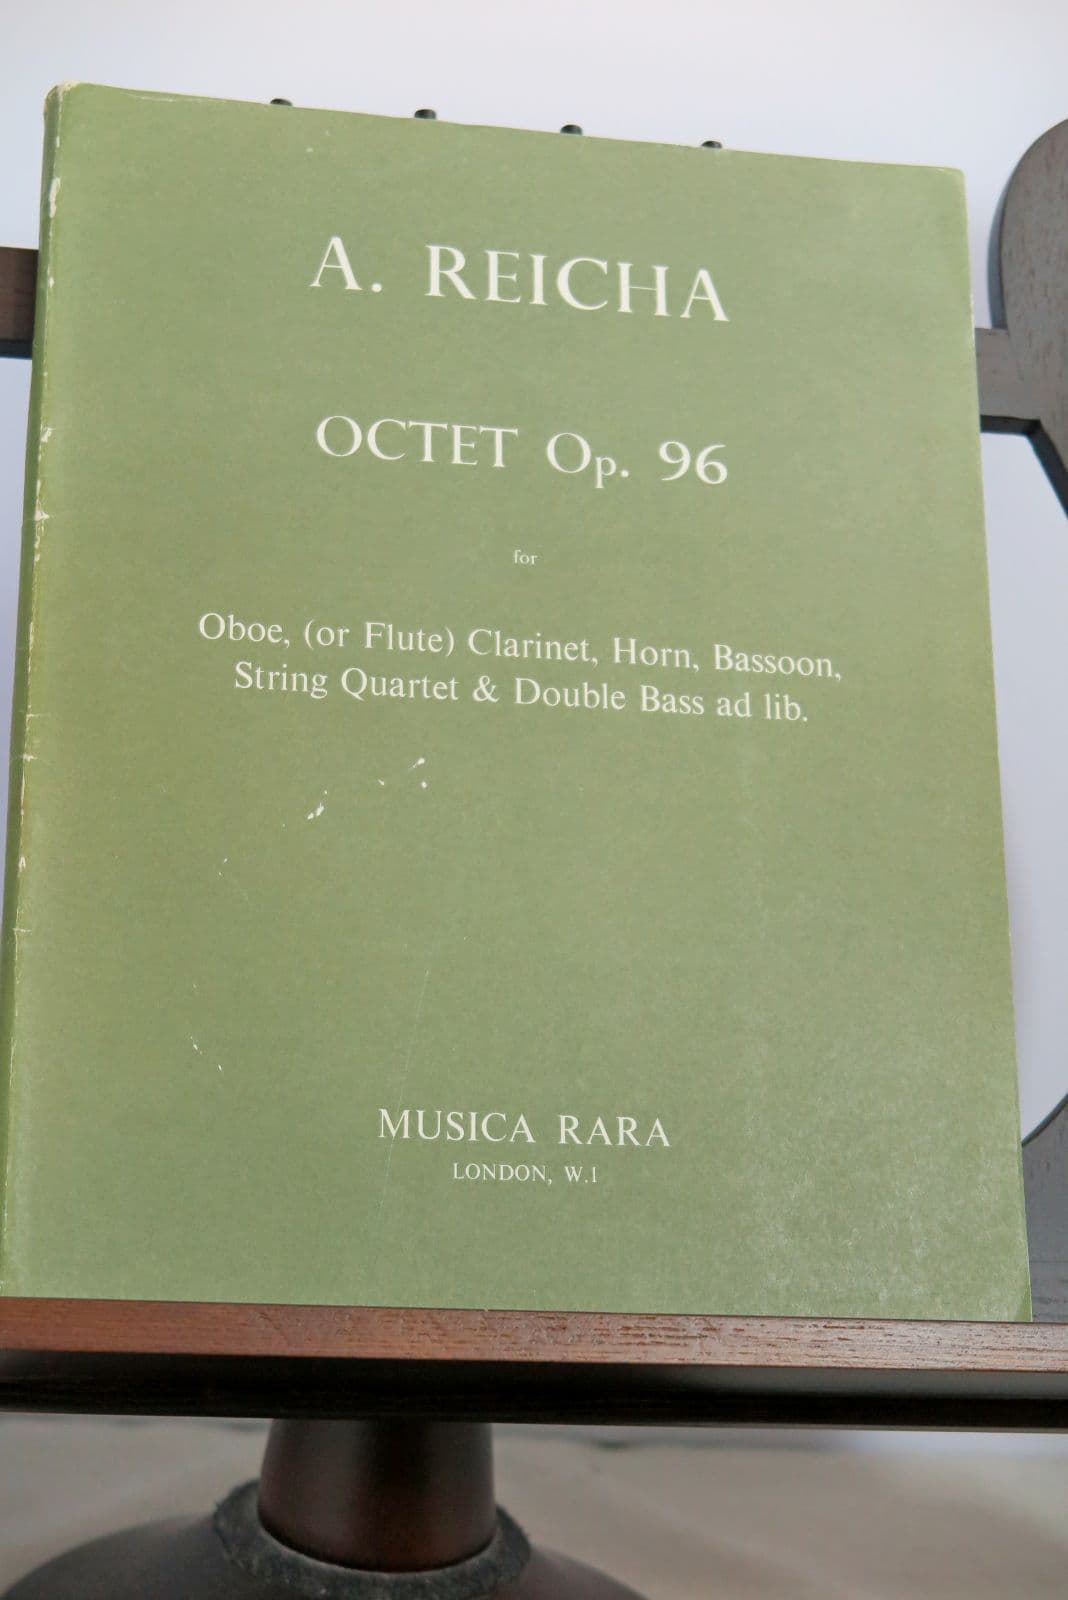 A. REICHA
OCTET Op. 96
for
Oboe, (or Flute) Clarinet, Horn, Bassoon,
String Quartet & Double Bass ad lib.
MUSICA RARA
LONDON, W.1